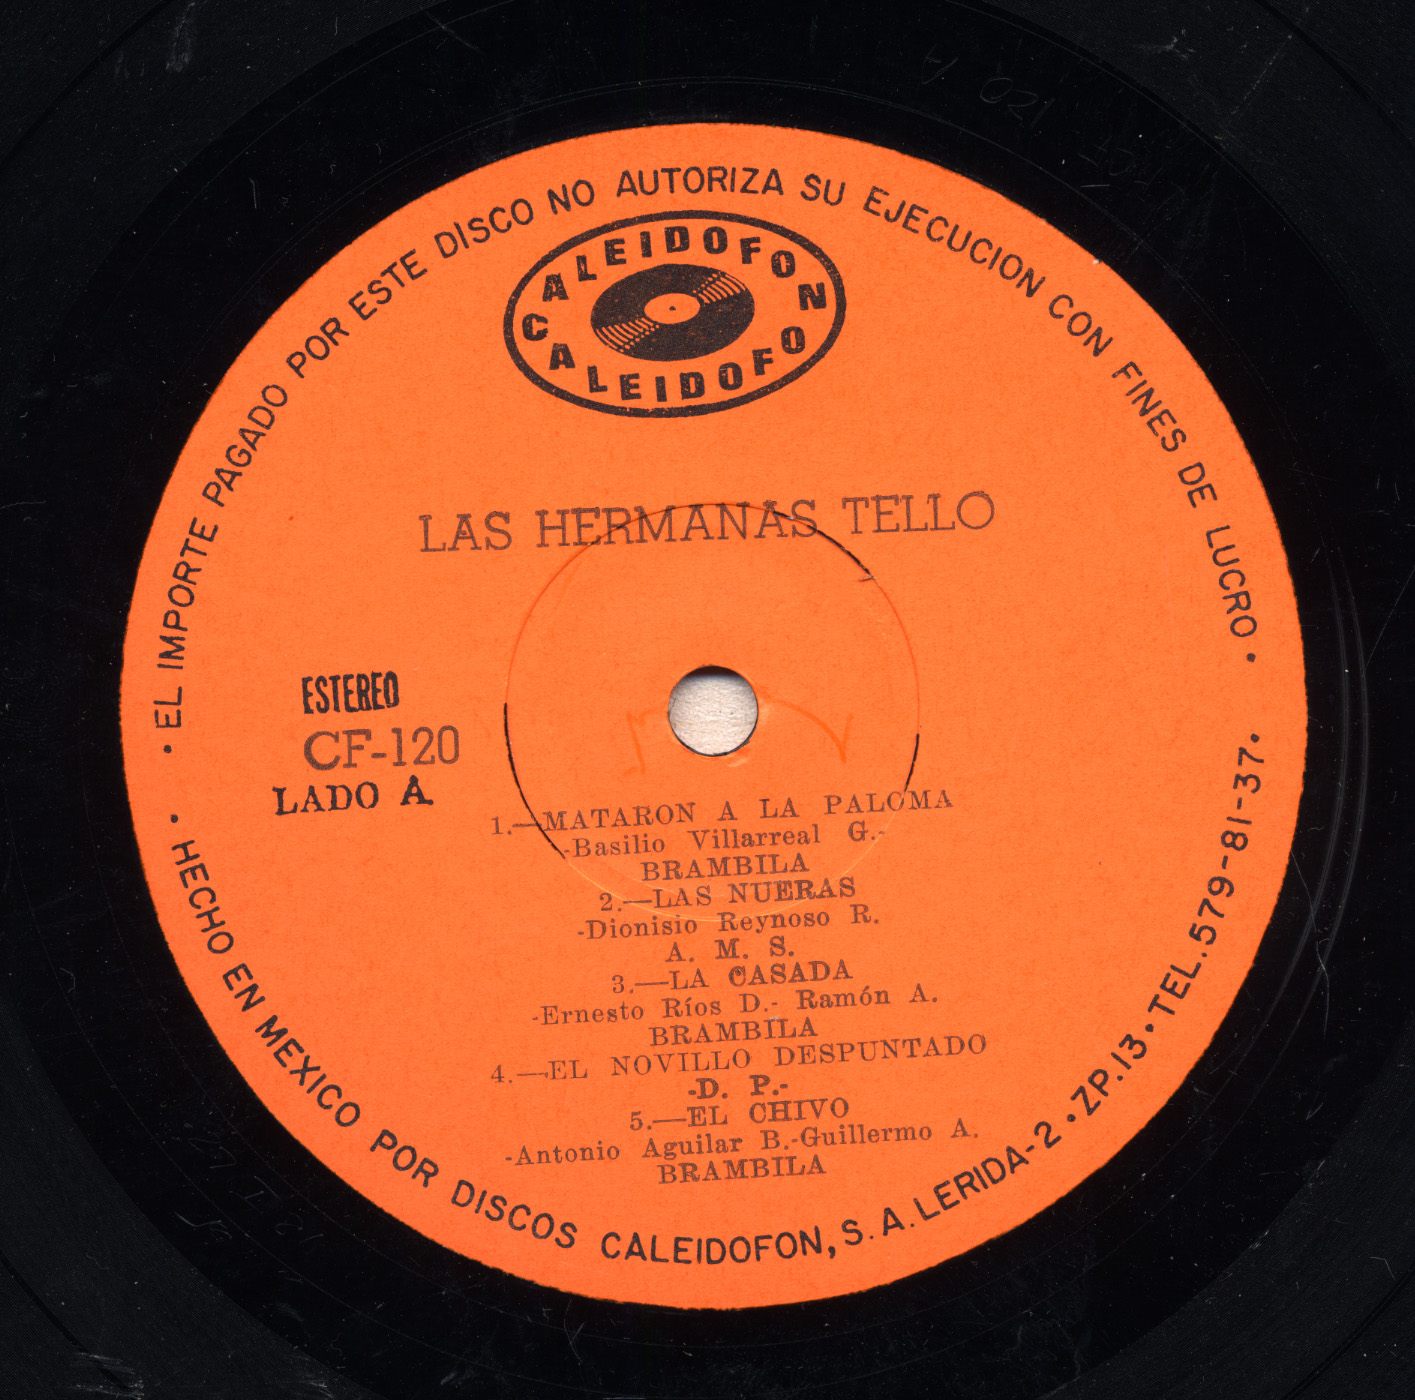 · EL IMPORTE PAGADO POR ESTE DISCO NO AUTORIZA SU EJECUCION CON FINES DE LUCRO ·
CALEIDOFON
CALEIDOFON
LAS HERMANAS TELLO
ESTEREO
CF-120
LADO A
1.—MATARON A LA PALOMA
-Basilio Villarreal G.-
BRAMBILA
2.—LAS NUERAS
-Dionisio Reynoso R.
A. M. S.
3.—LA CASADA
-Ernesto Ríos D.- Ramón A.
BRAMBILA
4.—EL NOVILLO DESPUNTADO
-D. P.-
5.—EL CHIVO
-Antonio Aguilar B.-Guillermo A.
BRAMBILA
· HECHO EN MEXICO POR DISCOS CALEIDOFON, S. A. LERIDA-2 · ZP. 13 · TEL. 579-81-37 ·